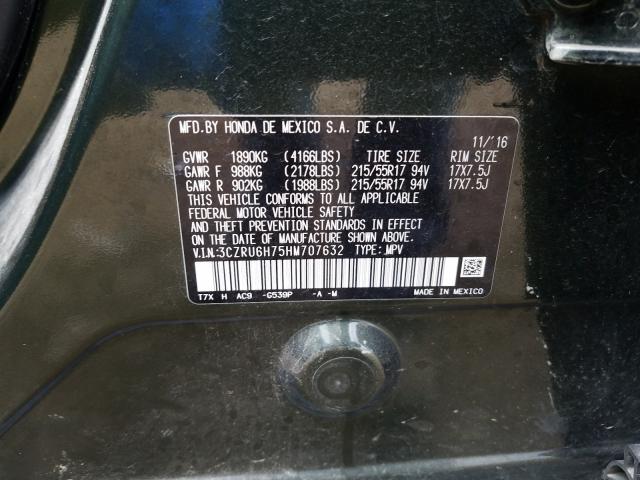 MFD.BY HONDA DE MEXICO S.A. DE C.V.
11/'16
GVWR 1890KG (4166LBS) TIRE SIZE RIM SIZE
GAWR F 988KG (2178LBS) 215/55R17 94V 17X7.5J
GAWR R 902KG (1988LBS) 215/55R17 94V 17X7.5J
THIS VEHICLE CONFORMS TO ALL APPLICABLE
FEDERAL MOTOR VEHICLE SAFETY
AND THEFT PREVENTION STANDARDS IN EFFECT
ON THE DATE OF MANUFACTURE SHOWN ABOVE.
V.I.N:3CZRU6H75HM707632 TYPE:MPV
T7X H AC9 -G539P -A -M MADE IN MEXICO